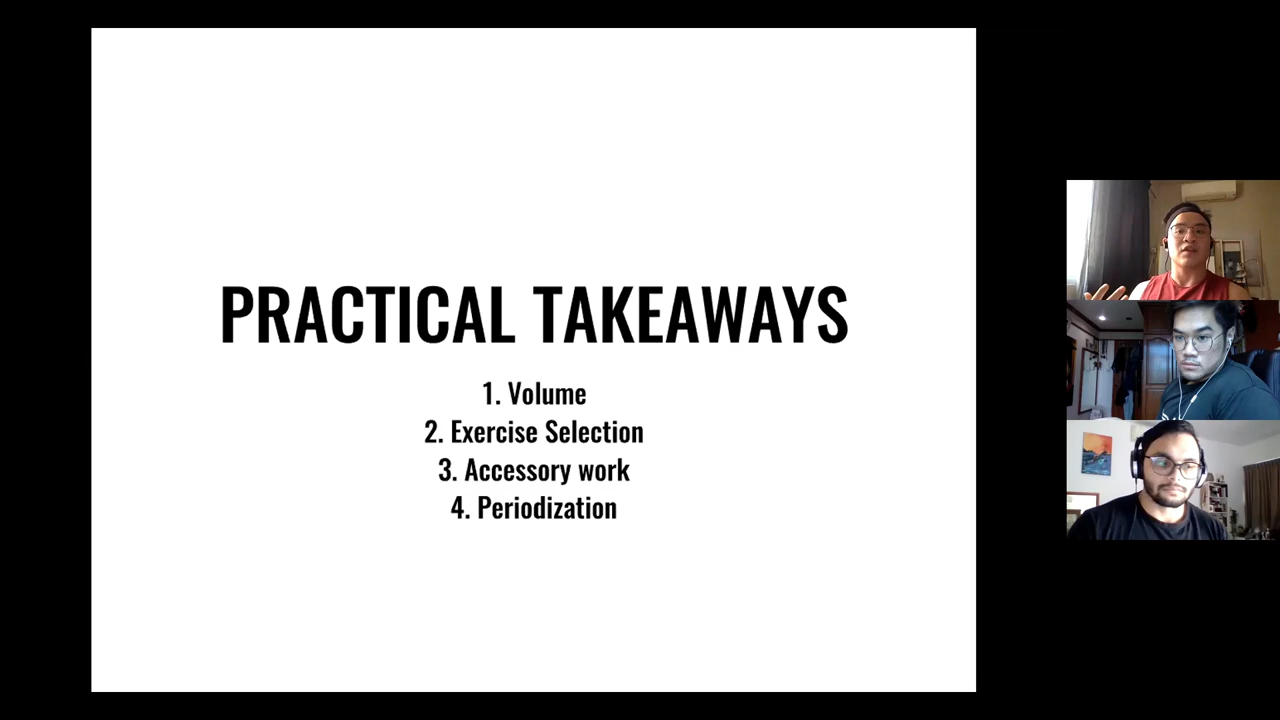 PRACTICAL TAKEAWAYS
1. Volume
2. Exercise Selection
3. Accessory work
4. Periodization